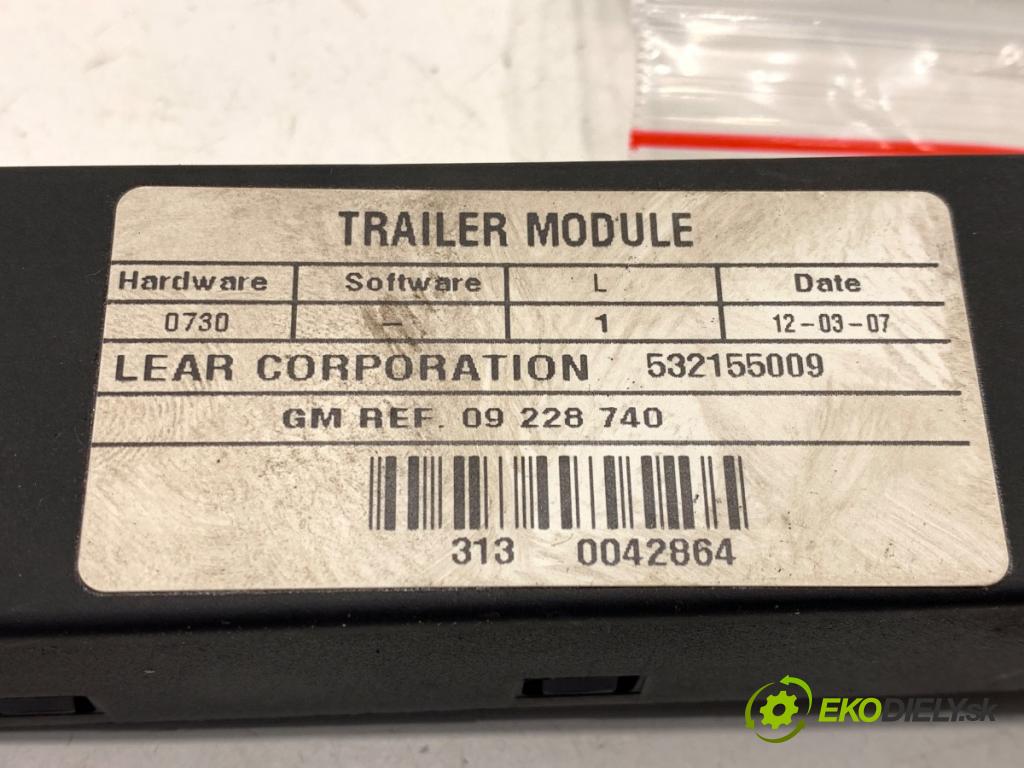 TRAILER MODULE
Hardware Software L Date
0730 – 1 12-03-07
LEAR CORPORATION 532155009
GM REF. 09 228 740
313 0042864
EKODIELY.sk